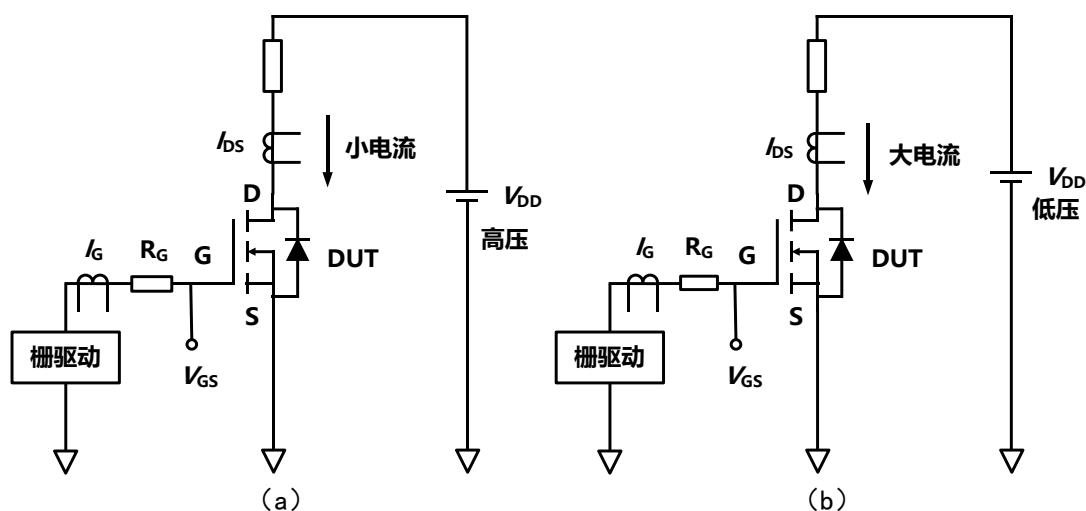 I_DS
小电流
D
V_DD
高压
I_G
R_G
G
DUT
S
栅驱动
V_GS
(a)
I_DS
大电流
D
V_DD
低压
I_G
R_G
G
DUT
S
栅驱动
V_GS
(b)